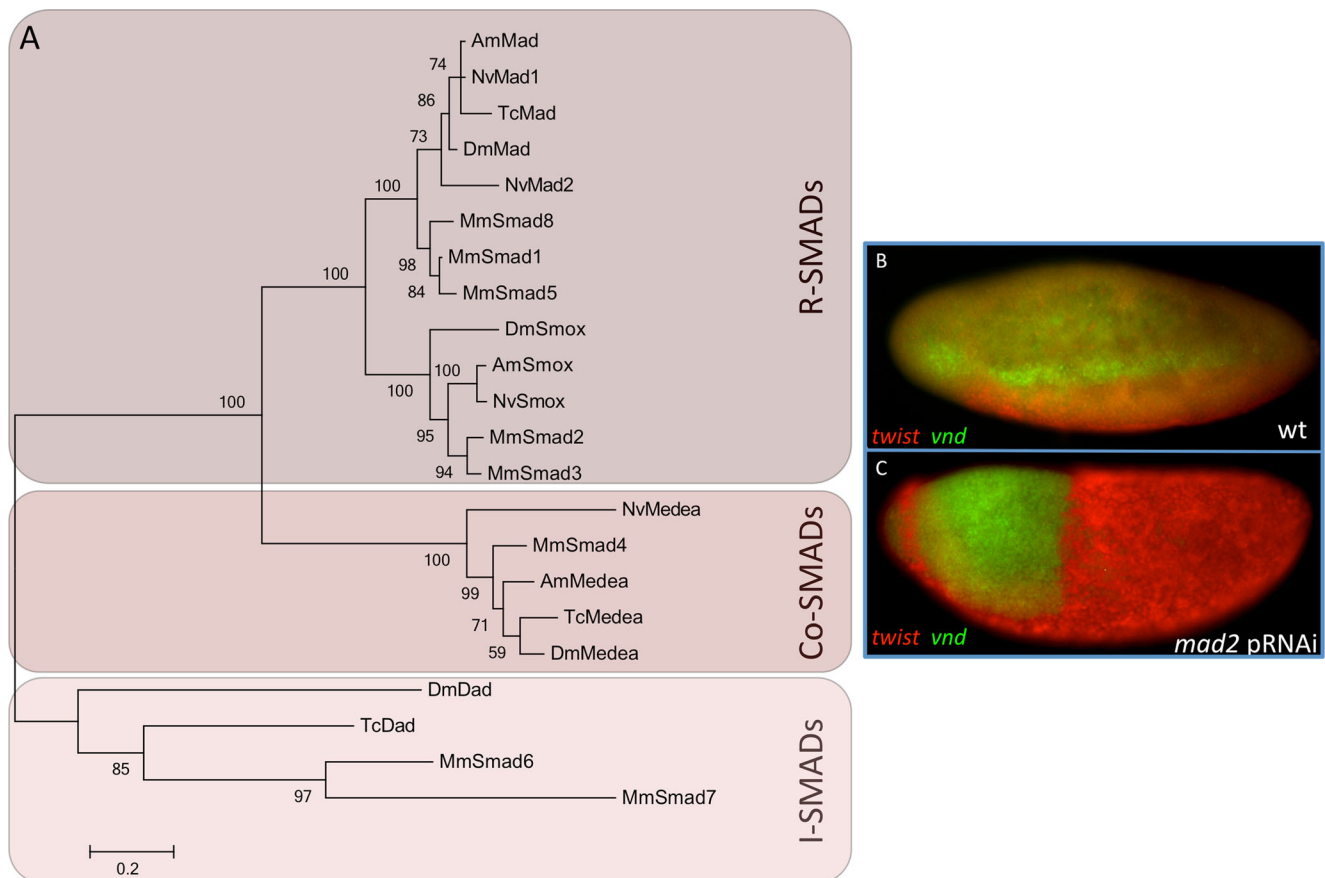 A
AmMad
74
NvMad1
86
TcMad
73
DmMad
100
NvMad2
MmSmad8
98
MmSmad1
84
MmSmad5
100
DmSmox
100
AmSmox
100
NvSmox
95
MmSmad2
94
MmSmad3
100
R-SMADs
NvMedea
100
MmSmad4
99
AmMedea
71
TcMedea
59
DmMedea
Co-SMADs
DmDad
TcDad
85
MmSmad6
97
MmSmad7
I-SMADs
0.2
B
twist vnd
wt
C
twist vnd
mad2 pRNAi